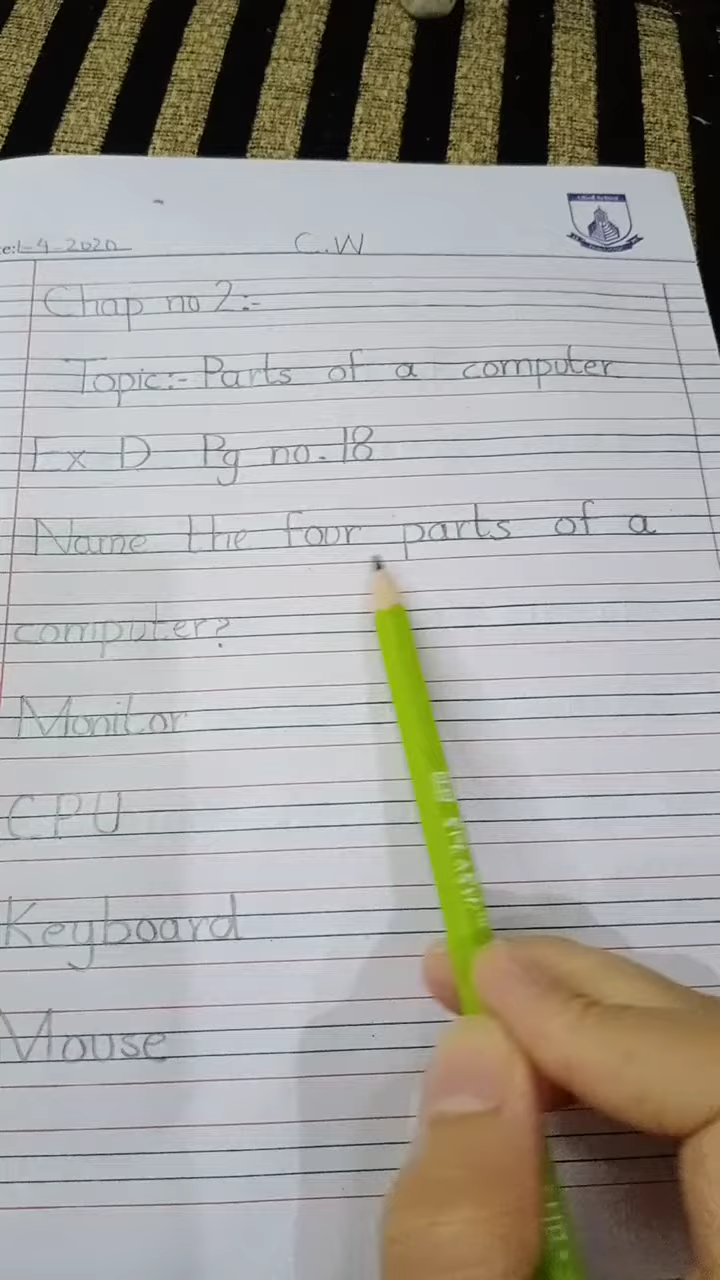 e:1-4-2020 C.W
Chap no 2:-
Topic:- Parts of a computer
Ex D Pg no. 18
Name the four parts of a
computer?
Monitor
CPU
Keyboard
Mouse